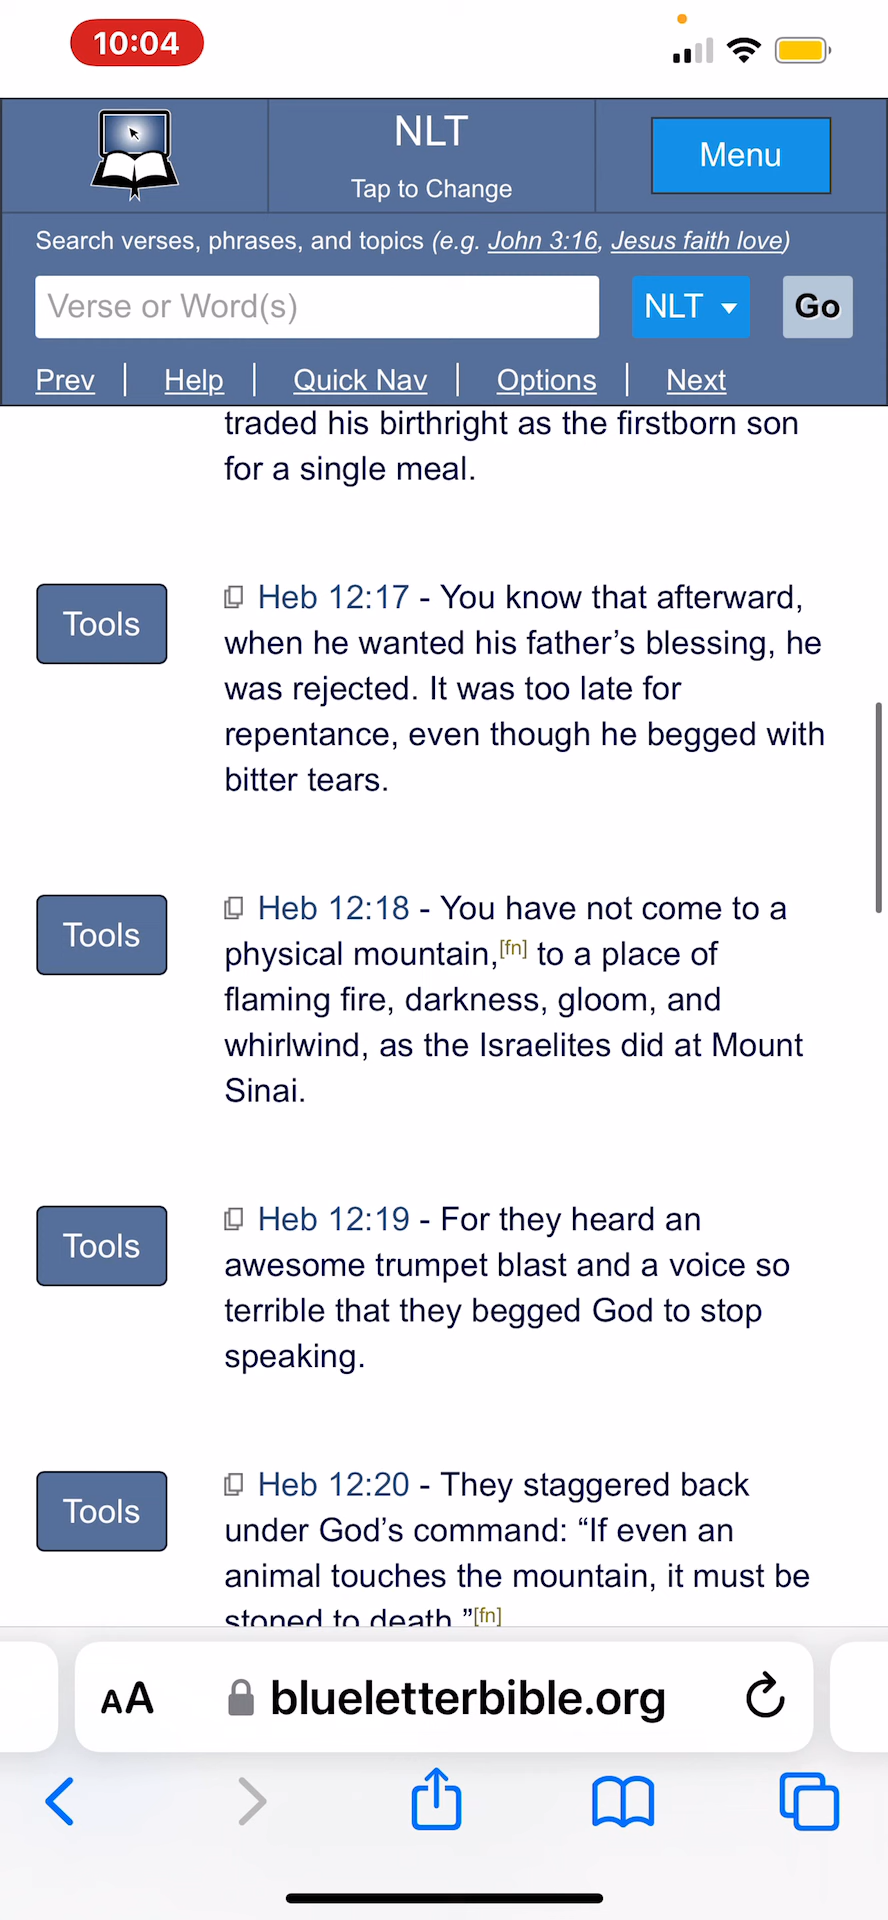 10:04
NLT
Tap to Change
Menu
Search verses, phrases, and topics (e.g. John 3:16, Jesus faith love)
Verse or Word(s)
NLT
Go
Prev | Help | Quick Nav | Options | Next
traded his birthright as the firstborn son
for a single meal.
Tools
Heb 12:17 - You know that afterward,
when he wanted his father’s blessing, he
was rejected. It was too late for
repentance, even though he begged with
bitter tears.
Tools
Heb 12:18 - You have not come to a
physical mountain,[fn] to a place of
flaming fire, darkness, gloom, and
whirlwind, as the Israelites did at Mount
Sinai.
Tools
Heb 12:19 - For they heard an
awesome trumpet blast and a voice so
terrible that they begged God to stop
speaking.
Tools
Heb 12:20 - They staggered back
under God’s command: “If even an
animal touches the mountain, it must be
stoned to death.”[fn]
AA
blueletterbible.org